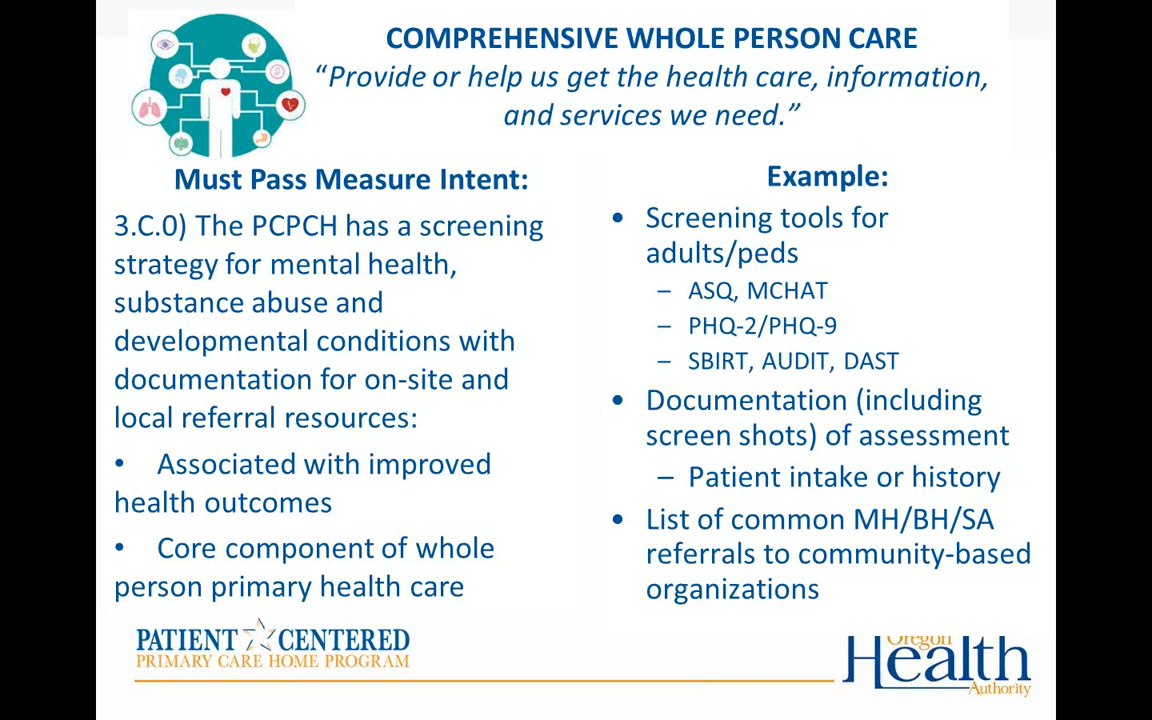 COMPREHENSIVE WHOLE PERSON CARE
“Provide or help us get the health care, information,
and services we need.”
Must Pass Measure Intent:
3.C.0) The PCPCH has a screening
strategy for mental health,
substance abuse and
developmental conditions with
documentation for on-site and
local referral resources:
• Associated with improved
health outcomes
• Core component of whole
person primary health care
Example:
• Screening tools for
adults/peds
– ASQ, MCHAT
– PHQ-2/PHQ-9
– SBIRT, AUDIT, DAST
• Documentation (including
screen shots) of assessment
– Patient intake or history
• List of common MH/BH/SA
referrals to community-based
organizations
PATIENT CENTERED
PRIMARY CARE HOME PROGRAM
Oregon
Health
Authority